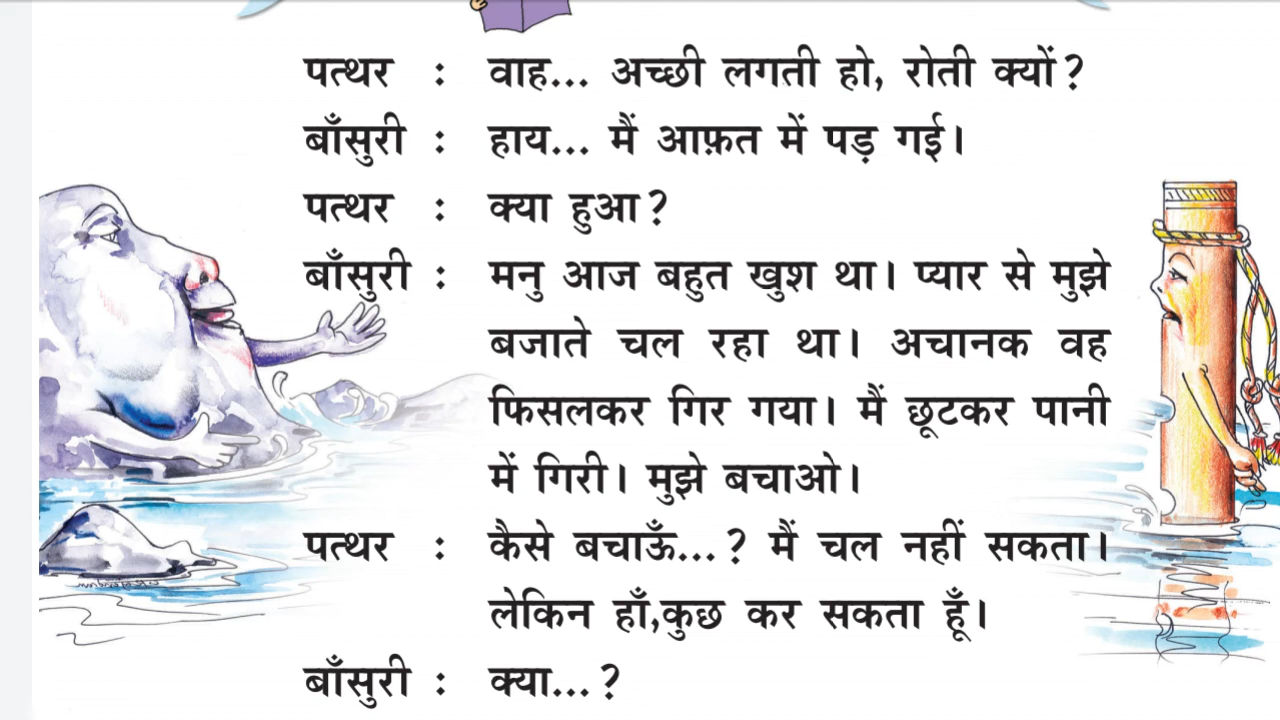 पत्थर : वाह... अच्छी लगती हो, रोती क्यों?
बाँसुरी : हाय... मैं आफ़त में पड़ गई।
पत्थर : क्या हुआ?
बाँसुरी : मनु आज बहुत खुश था। प्यार से मुझे
बजाते चल रहा था। अचानक वह
फिसलकर गिर गया। मैं छूटकर पानी
में गिरी। मुझे बचाओ।
पत्थर : कैसे बचाऊँ...? मैं चल नहीं सकता।
लेकिन हाँ,कुछ कर सकता हूँ।
बाँसुरी : क्या...?